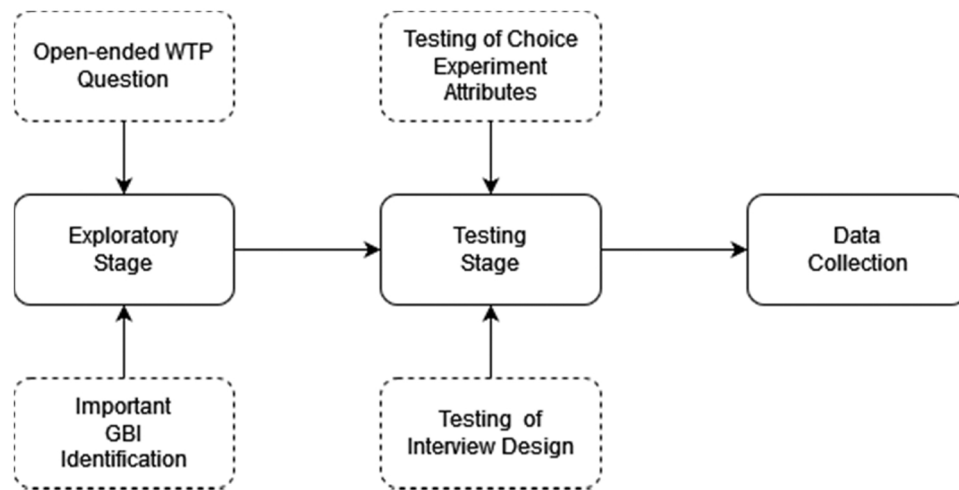 Open-ended WTP
Question
Testing of Choice
Experiment
Attributes
Exploratory
Stage
Testing
Stage
Data
Collection
Important
GBI
Identification
Testing of
Interview Design